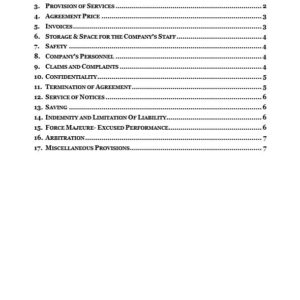 3. PROVISION OF SERVICES ........ 2
4. AGREEMENT PRICE ........ 3
5. INVOICES ........ 3
6. STORAGE & SPACE FOR THE COMPANY'S STAFF ........ 4
7. SAFETY ........ 4
8. COMPANY'S PERSONNEL ........ 4
9. CLAIMS AND COMPLAINTS ........ 4
10. CONFIDENTIALITY ........ 5
11. TERMINATION OF AGREEMENT ........ 5
12. SERVICE OF NOTICES ........ 6
13. SAVING ........ 6
14. INDEMNITY AND LIMITATION OF LIABILITY ........ 6
15. FORCE MAJEURE- EXCUSED PERFORMANCE ........ 6
16. ARBITRATION ........ 7
17. MISCELLANEOUS PROVISIONS ........ 7